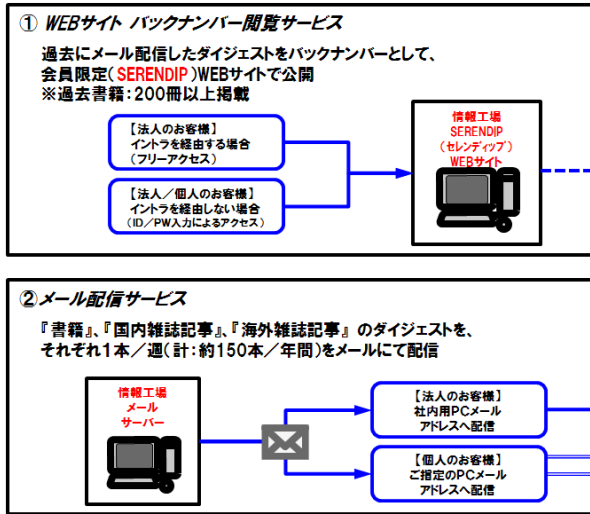 ① WEBサイト バックナンバー閲覧サービス
過去にメール配信したダイジェストをバックナンバーとして、
会員限定(SERENDIP)WEBサイトで公開
※過去書籍:200冊以上掲載
【法人のお客様】
イントラを経由する場合
(フリーアクセス)
【法人/個人のお客様】
イントラを経由しない場合
(ID/PW入力によるアクセス)
情報工場
SERENDIP
(セレンディップ)
WEBサイト
②メール配信サービス
『書籍』、『国内雑誌記事』、『海外雑誌記事』のダイジェストを、
それぞれ1本/週(計:約150本/年間)をメールにて配信
情報工場
メール
サーバー
【法人のお客様】
社内用PCメール
アドレスへ配信
【個人のお客様】
ご指定のPCメール
アドレスへ配信